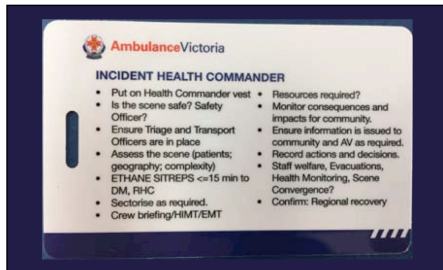 AmbulanceVictoria
INCIDENT HEALTH COMMANDER
• Put on Health Commander vest
• Is the scene safe? Safety
Officer?
• Ensure Triage and Transport
Officers are in place
• Assess the scene (patients;
geography; complexity)
• ETHANE SITREPS <=15 min to
DM, RHC
• Sectorise as required.
• Crew briefing/HIMT/EMT
• Resources required?
• Monitor consequences and
impacts for community.
• Ensure information is issued to
community and AV as required.
• Record actions and decisions.
• Staff welfare, Evacuations,
Health Monitoring, Scene
Convergence?
• Confirm: Regional recovery